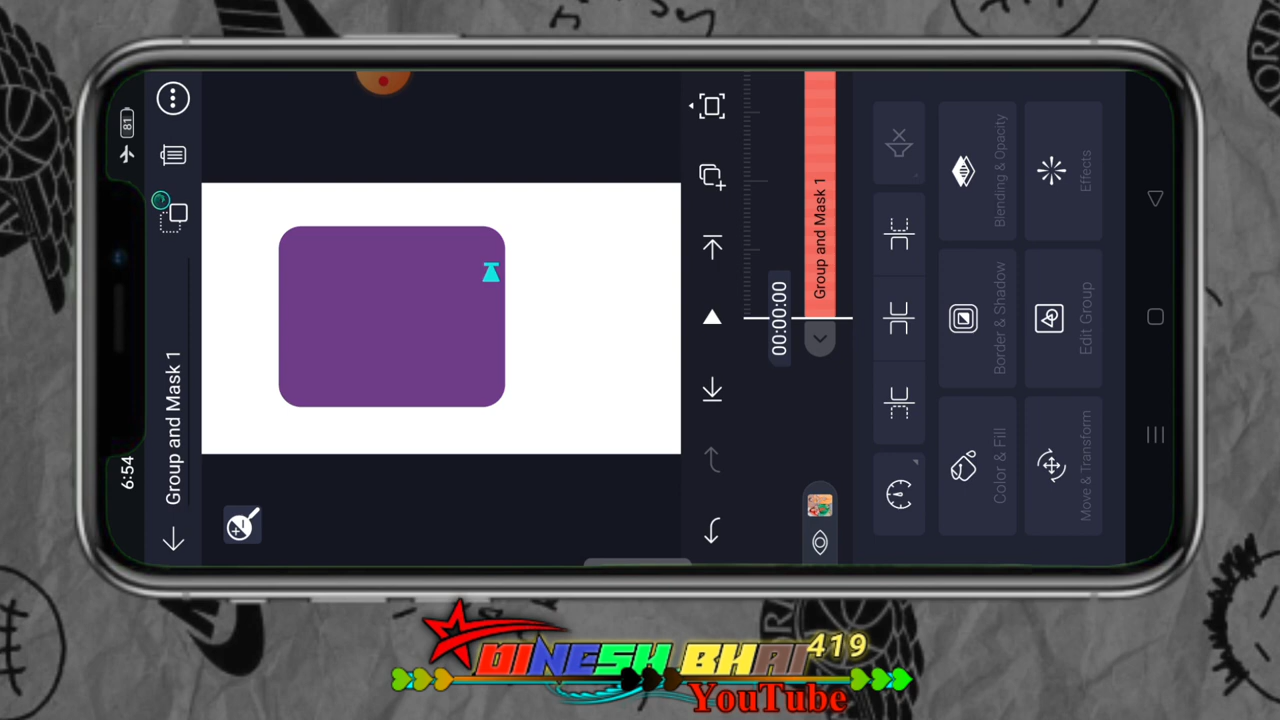 6:54
81
Group and Mask 1
00:00:00
Group and Mask 1
Color & Fill
Border & Shadow
Blending & Opacity
Move & Transform
Edit Group
Effects
DINESH BHAI 419
YouTube